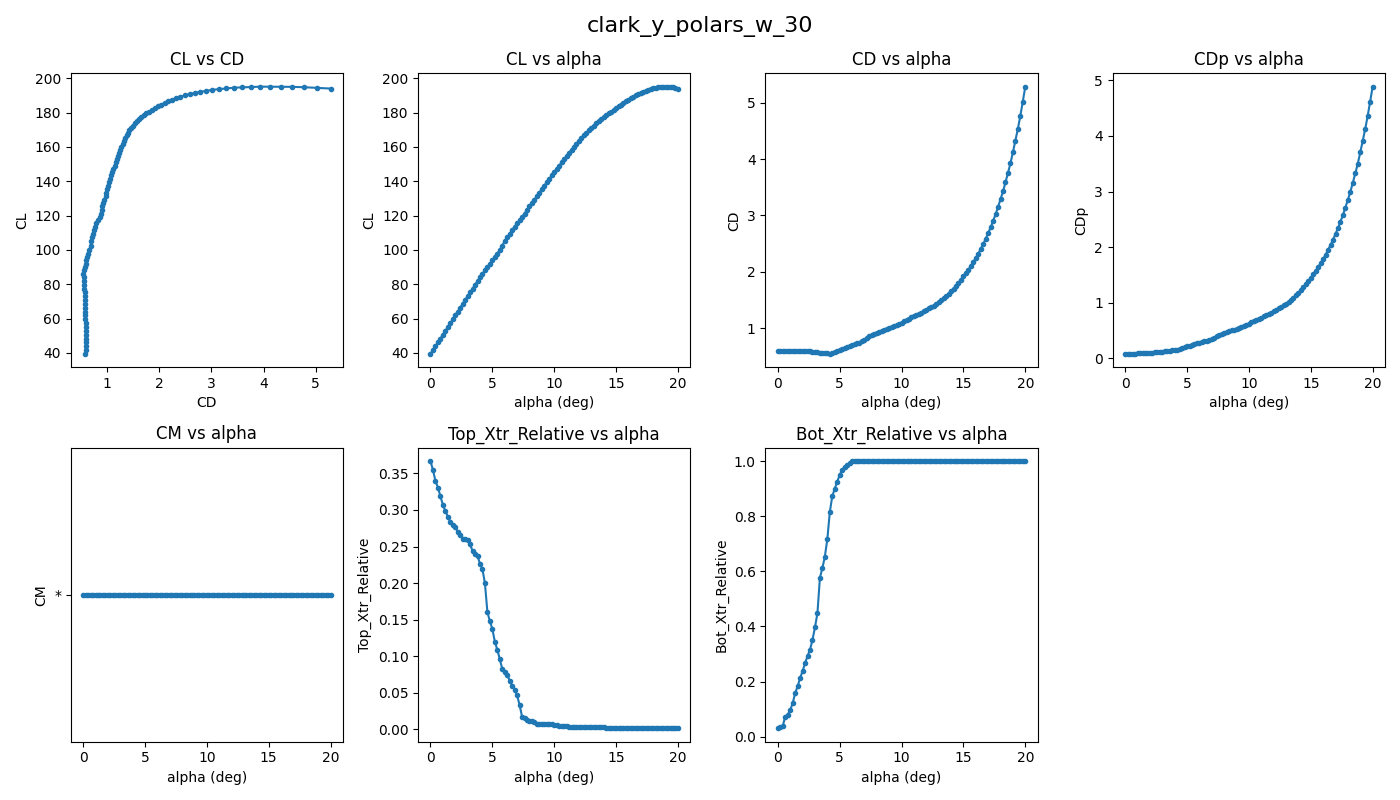 clark_y_polars_w_30
CL vs CD
CL vs alpha
CD vs alpha
CDp vs alpha
200
180
160
140
120
100
80
60
40
CL
1 2 3 4 5
CD
200
180
160
140
120
100
80
60
40
CL
0 5 10 15 20
alpha (deg)
5
4
3
2
1
CD
0 5 10 15 20
alpha (deg)
5
4
3
2
1
0
CDp
0 5 10 15 20
alpha (deg)
CM vs alpha
Top_Xtr_Relative vs alpha
Bot_Xtr_Relative vs alpha
CM
*
0 5 10 15 20
alpha (deg)
0.35
0.30
0.25
0.20
0.15
0.10
0.05
0.00
Top_Xtr_Relative
0 5 10 15 20
alpha (deg)
1.0
0.8
0.6
0.4
0.2
0.0
Bot_Xtr_Relative
0 5 10 15 20
alpha (deg)